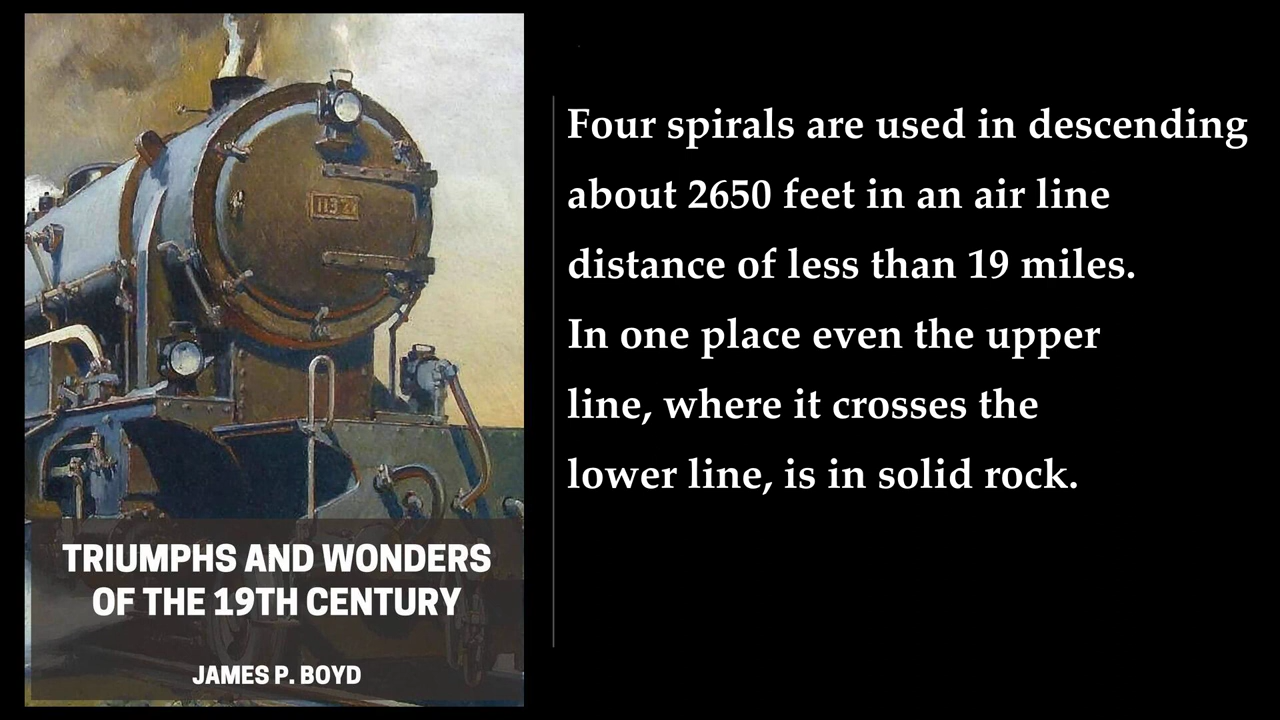 Four spirals are used in descending
about 2650 feet in an air line
distance of less than 19 miles.
In one place even the upper
line, where it crosses the
lower line, is in solid rock.
TRIUMPHS AND WONDERS
OF THE 19TH CENTURY
JAMES P. BOYD